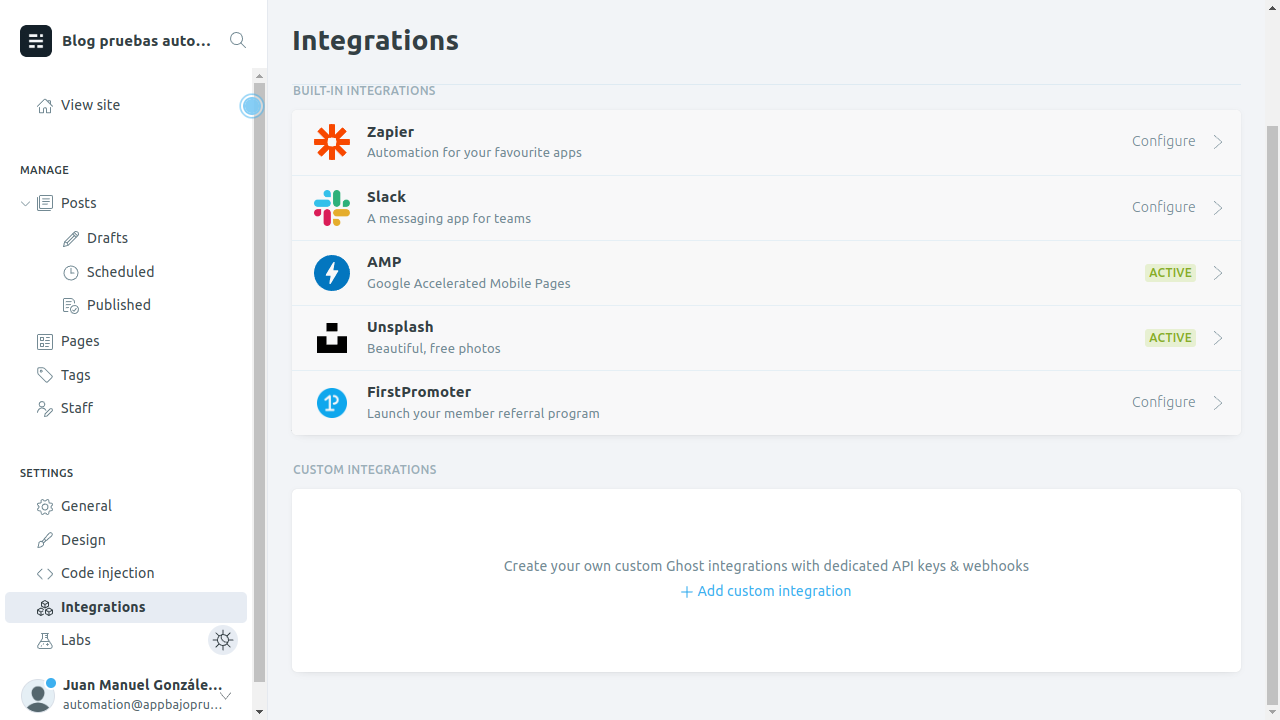 Blog pruebas auto...
View site
MANAGE
Posts
Drafts
Scheduled
Published
Pages
Tags
Staff
SETTINGS
General
Design
Code injection
Integrations
Labs
Juan Manuel Gonzále...
automation@appbajopru...
Integrations
BUILT-IN INTEGRATIONS
Zapier
Automation for your favourite apps
Configure
Slack
A messaging app for teams
Configure
AMP
Google Accelerated Mobile Pages
ACTIVE
Unsplash
Beautiful, free photos
ACTIVE
FirstPromoter
Launch your member referral program
Configure
CUSTOM INTEGRATIONS
Create your own custom Ghost integrations with dedicated API keys & webhooks
+ Add custom integration